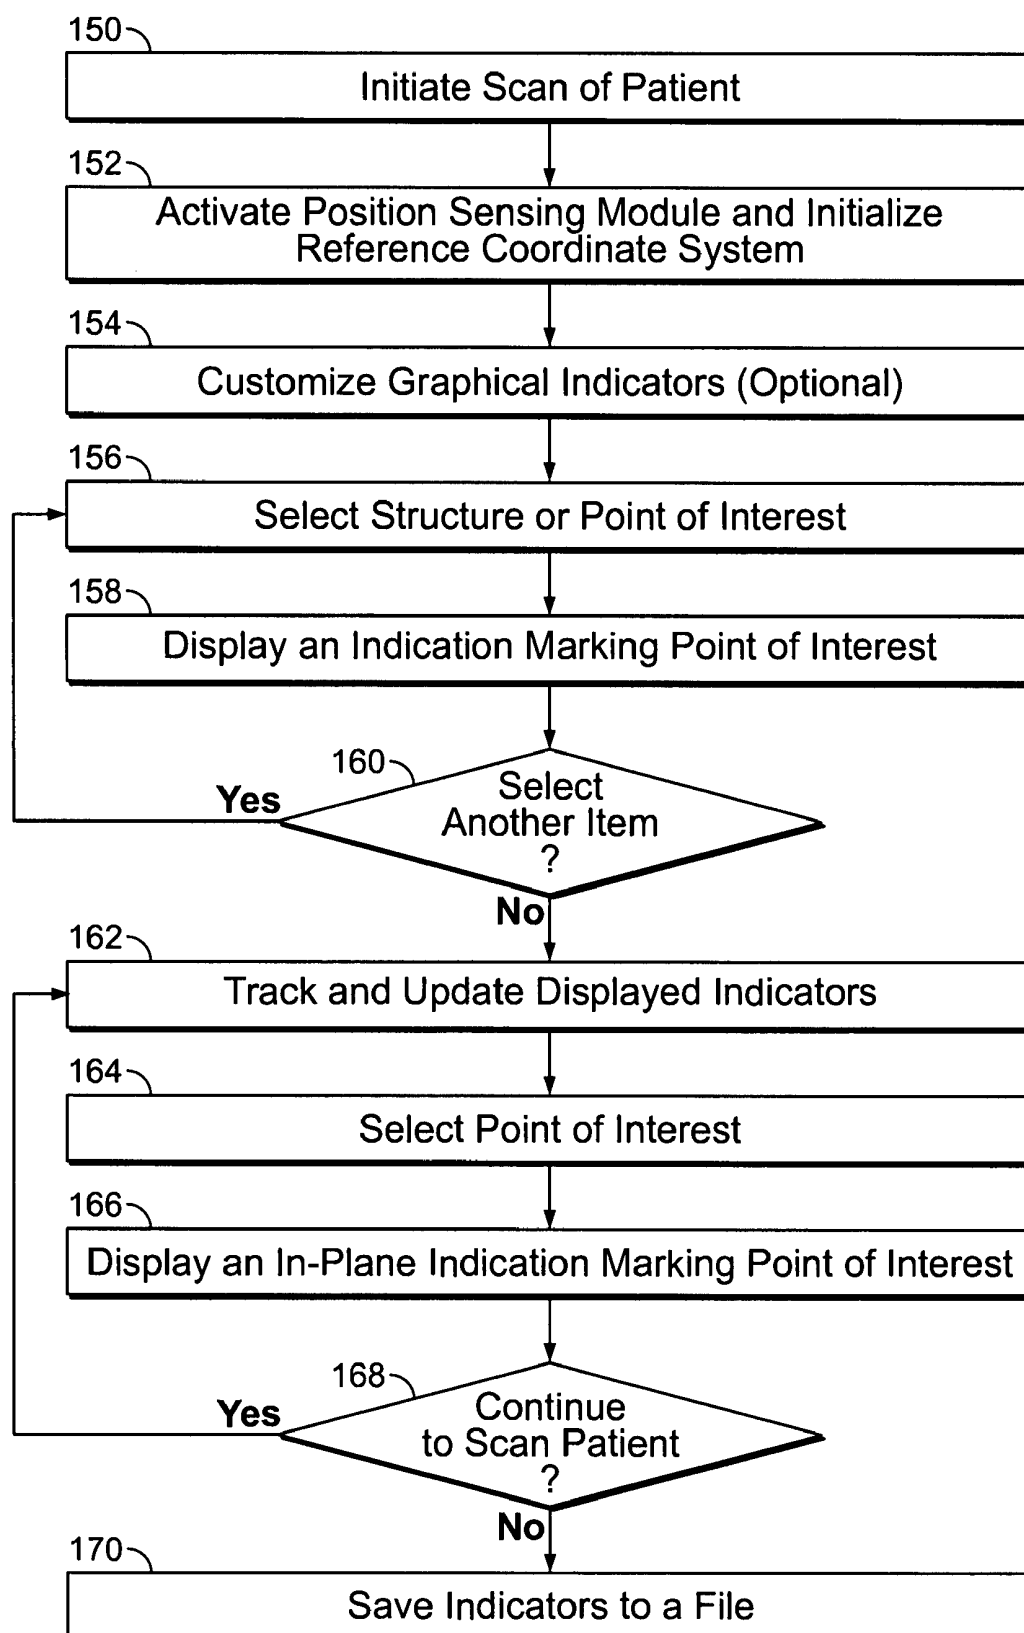 150
Initiate Scan of Patient
152
Activate Position Sensing Module and Initialize
Reference Coordinate System
154
Customize Graphical Indicators (Optional)
156
Select Structure or Point of Interest
158
Display an Indication Marking Point of Interest
160
Select
Another Item
?
Yes
No
162
Track and Update Displayed Indicators
164
Select Point of Interest
166
Display an In-Plane Indication Marking Point of Interest
168
Continue
to Scan Patient
?
Yes
No
170
Save Indicators to a File